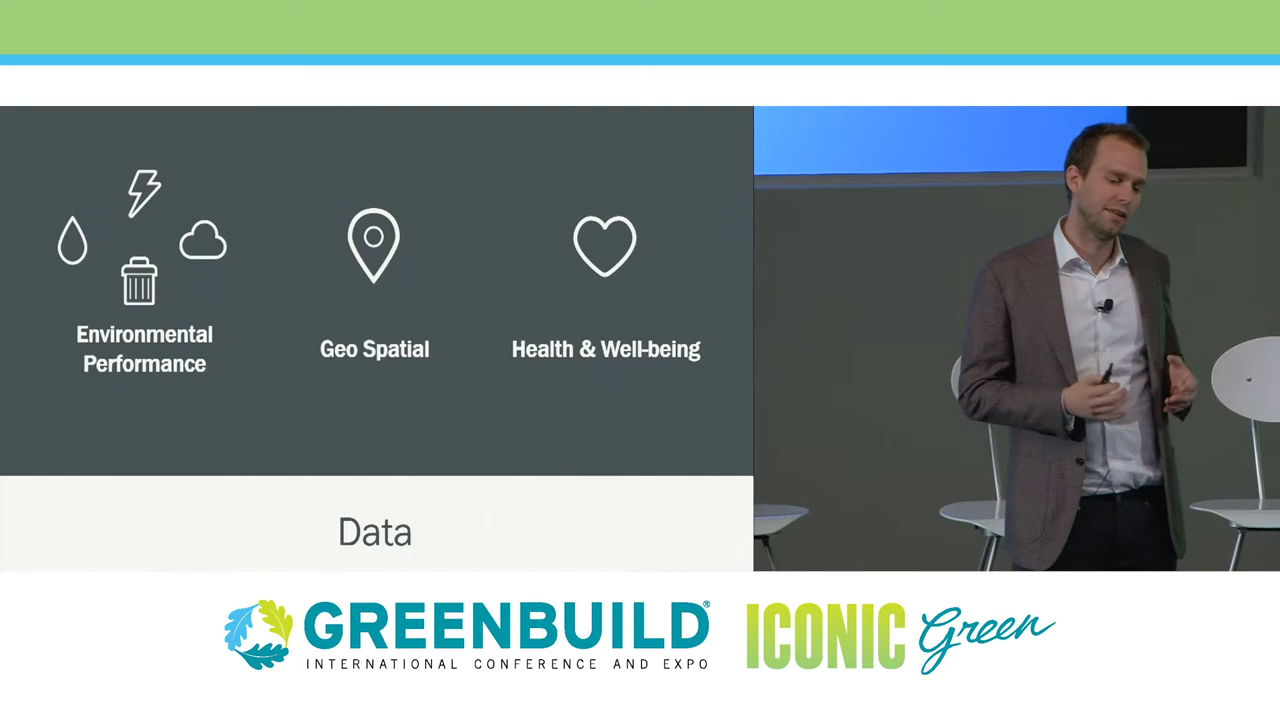 Environmental
Performance
Geo Spatial
Health & Well-being
Data
GREENBUILD®
INTERNATIONAL CONFERENCE AND EXPO
ICONIC Green